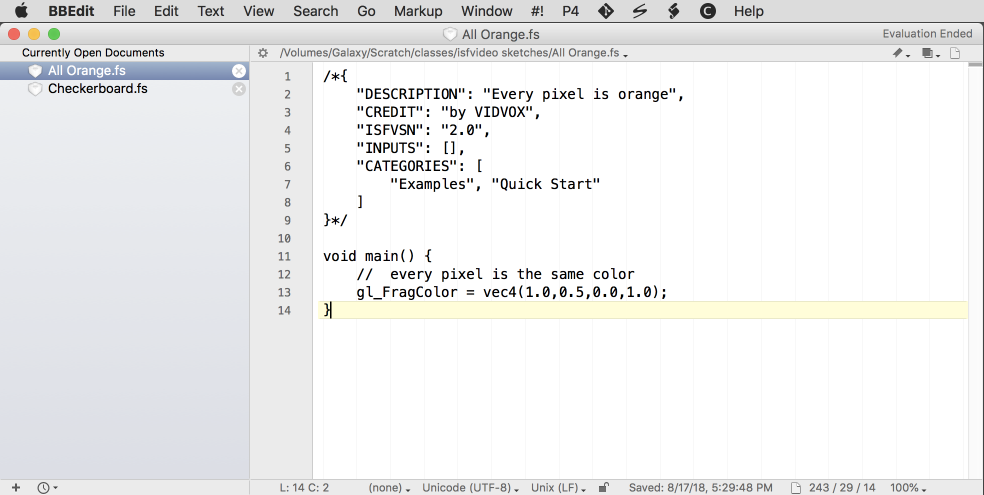 BBEdit File Edit Text View Search Go Markup Window #! P4 C Help
All Orange.fs
Evaluation Ended
Currently Open Documents
/Volumes/Galaxy/Scratch/classes/isfvideo sketches/All Orange.fs
All Orange.fs
Checkerboard.fs
1 /*{
2 "DESCRIPTION": "Every pixel is orange",
3 "CREDIT": "by VIDVOX",
4 "ISFVSN": "2.0",
5 "INPUTS": [],
6 "CATEGORIES": [
7 "Examples", "Quick Start"
8 ]
9 }*/
10
11 void main() {
12 //  every pixel is the same color
13 gl_FragColor = vec4(1.0,0.5,0.0,1.0);
14 }
+ L: 14 C: 2 (none) Unicode (UTF-8) Unix (LF) Saved: 8/17/18, 5:29:48 PM 243 / 29 / 14 100%